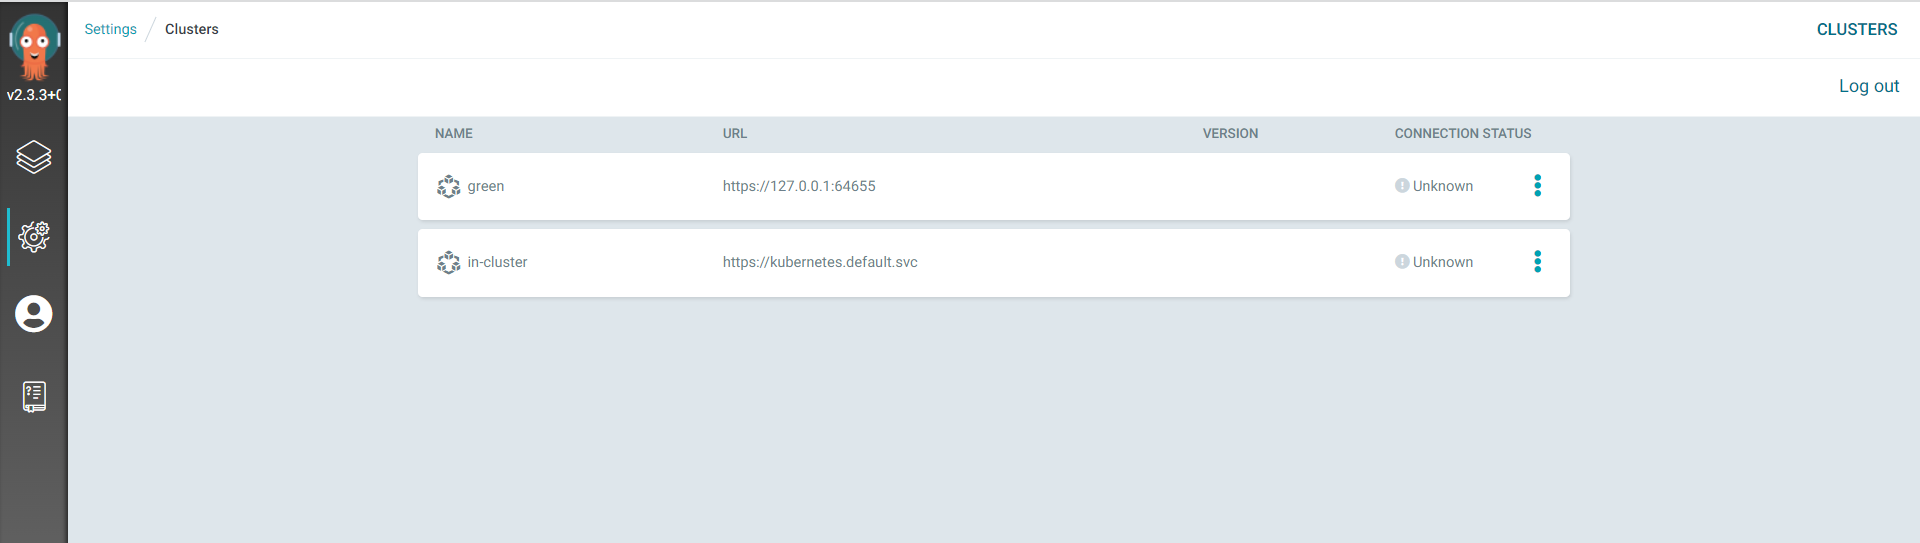 Settings / Clusters
CLUSTERS
v2.3.3+
Log out
NAME URL VERSION CONNECTION STATUS
green https://127.0.0.1:64655 Unknown
in-cluster https://kubernetes.default.svc Unknown